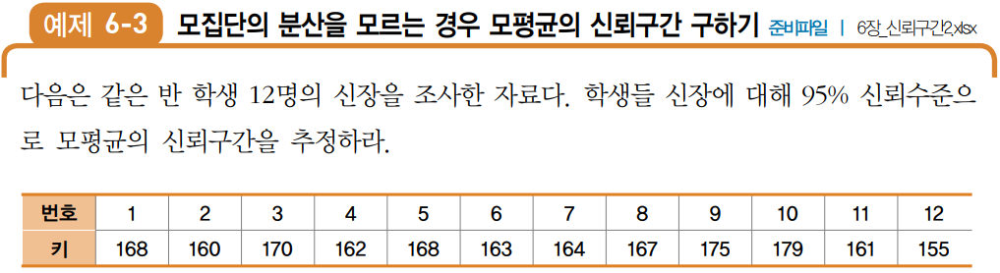 예제 6-3 모집단의 분산을 모르는 경우 모평균의 신뢰구간 구하기 준비파일 | 6장_신뢰구간2.xlsx
다음은 같은 반 학생 12명의 신장을 조사한 자료다. 학생들 신장에 대해 95% 신뢰수준으
로 모평균의 신뢰구간을 추정하라.
번호 1 2 3 4 5 6 7 8 9 10 11 12
키 168 160 170 162 168 163 164 167 175 179 161 155